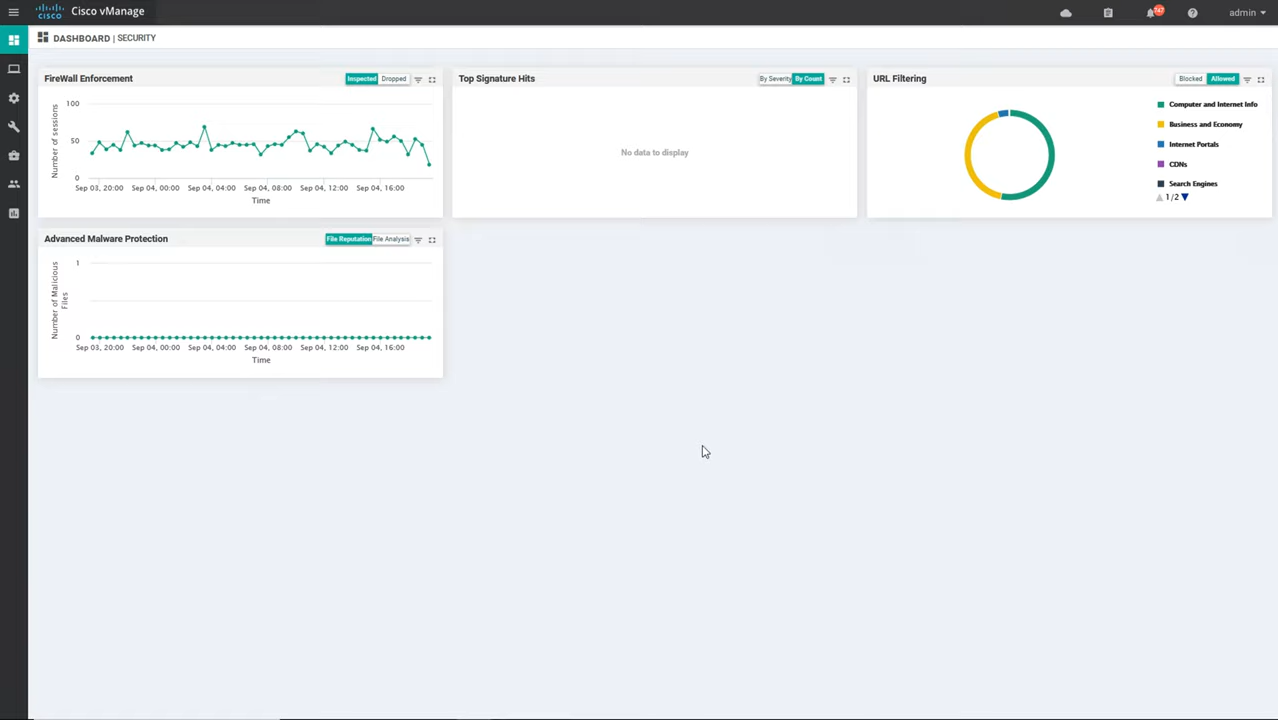 cisco
Cisco vManage
747
admin
DASHBOARD | SECURITY
FireWall Enforcement
Inspected
Dropped
Number of sessions
100
50
0
Sep 03, 20:00
Sep 04, 00:00
Sep 04, 04:00
Sep 04, 08:00
Sep 04, 12:00
Sep 04, 16:00
Time
Top Signature Hits
By Severity
By Count
No data to display
URL Filtering
Blocked
Allowed
Computer and Internet Info
Business and Economy
Internet Portals
CDNs
Search Engines
1/2
Advanced Malware Protection
File Reputation
File Analysis
Number of Malicious
Files
1
0
Sep 03, 20:00
Sep 04, 00:00
Sep 04, 04:00
Sep 04, 08:00
Sep 04, 12:00
Sep 04, 16:00
Time